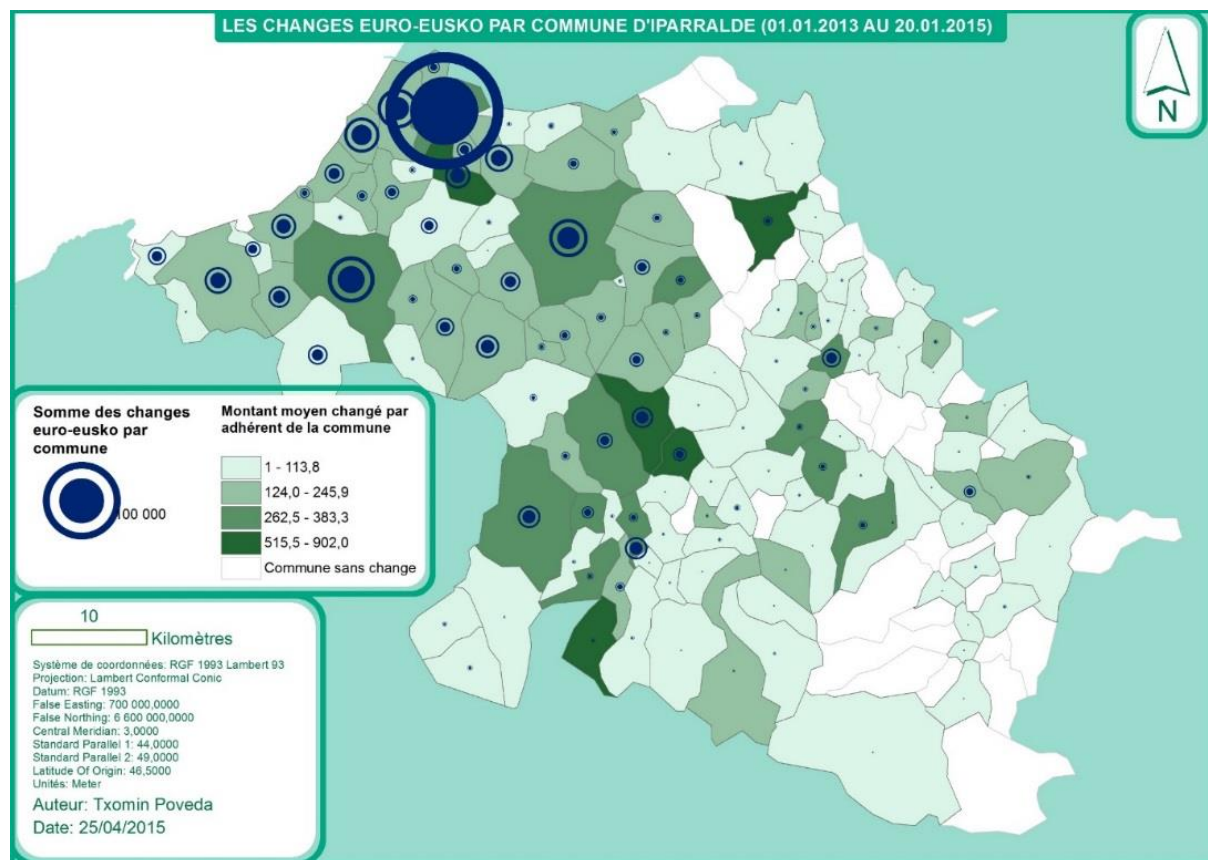 LES CHANGES EURO-EUSKO PAR COMMUNE D'IPARRALDE (01.01.2013 AU 20.01.2015)
N
Somme des changes
euro-eusko par
commune
100 000
Montant moyen changé par
adhérent de la commune
1 - 113,8
124,0 - 245,9
262,5 - 383,3
515,5 - 902,0
Commune sans change
10
Kilomètres
Système de coordonnées: RGF 1993 Lambert 93
Projection: Lambert Conformal Conic
Datum: RGF 1993
False Easting: 700 000,0000
False Northing: 6 600 000,0000
Central Meridian: 3,0000
Standard Parallel 1: 44,0000
Standard Parallel 2: 49,0000
Latitude Of Origin: 46,5000
Unités: Meter
Auteur: Txomin Poveda
Date: 25/04/2015